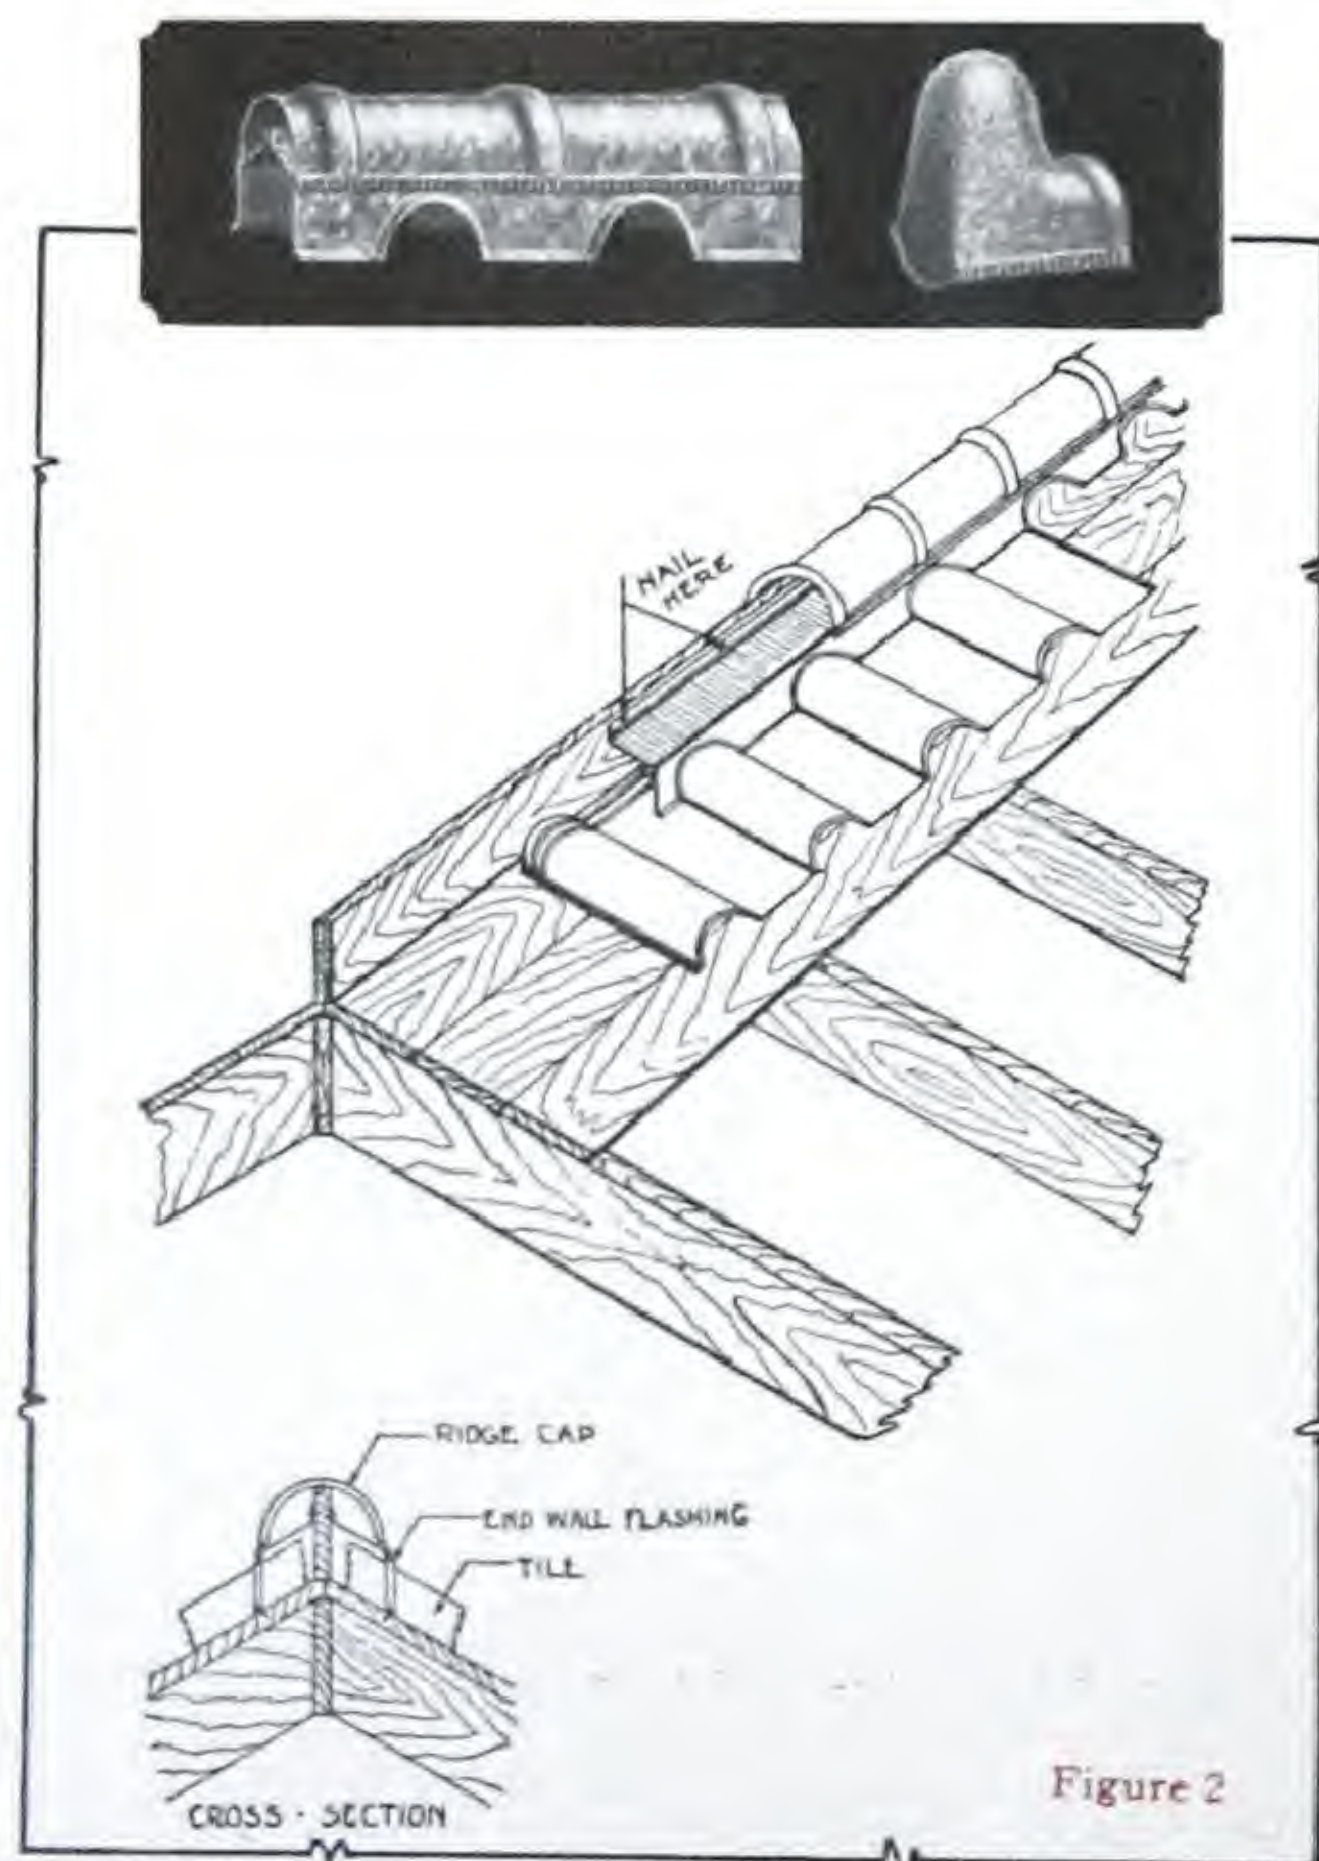 NAIL
HERE
RIDGE CAP
END WALL FLASHING
TILE
CROSS - SECTION
Figure 2